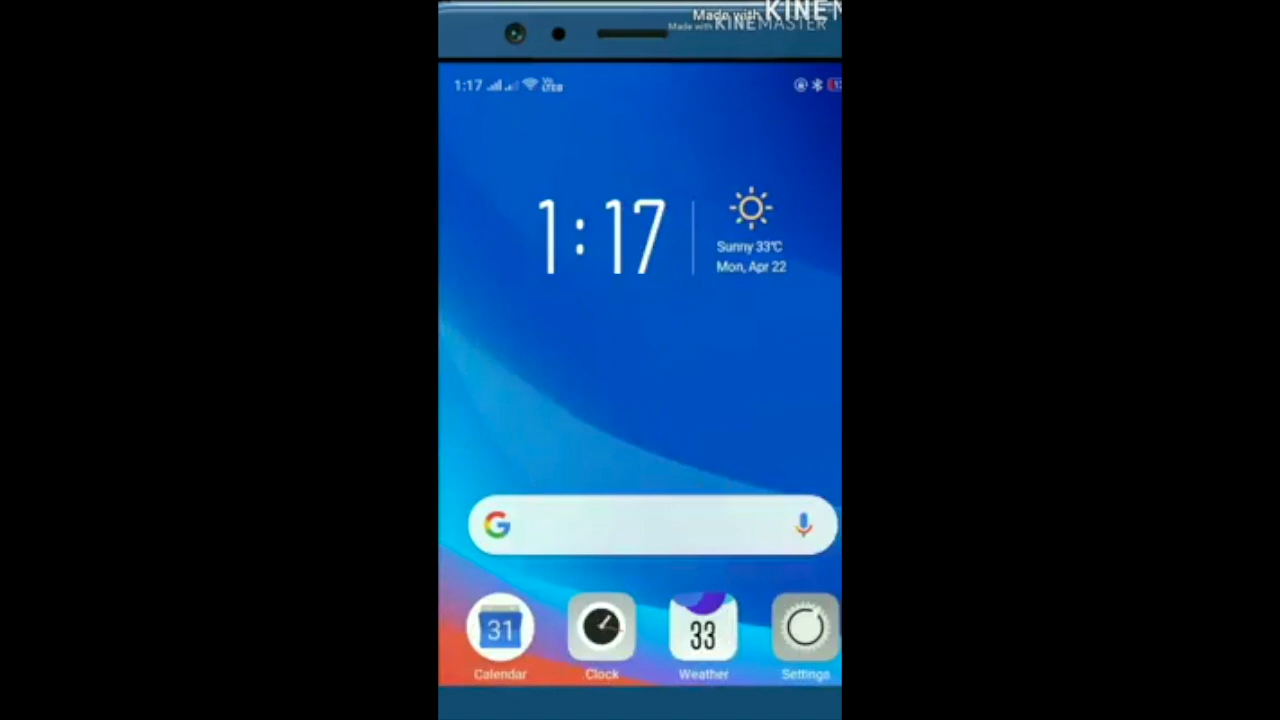 Made with KINEM
Made with KINEMASTER
1:17
1:17
Sunny 33℃
Mon, Apr 22
G
31
33
Calendar
Clock
Weather
Settings